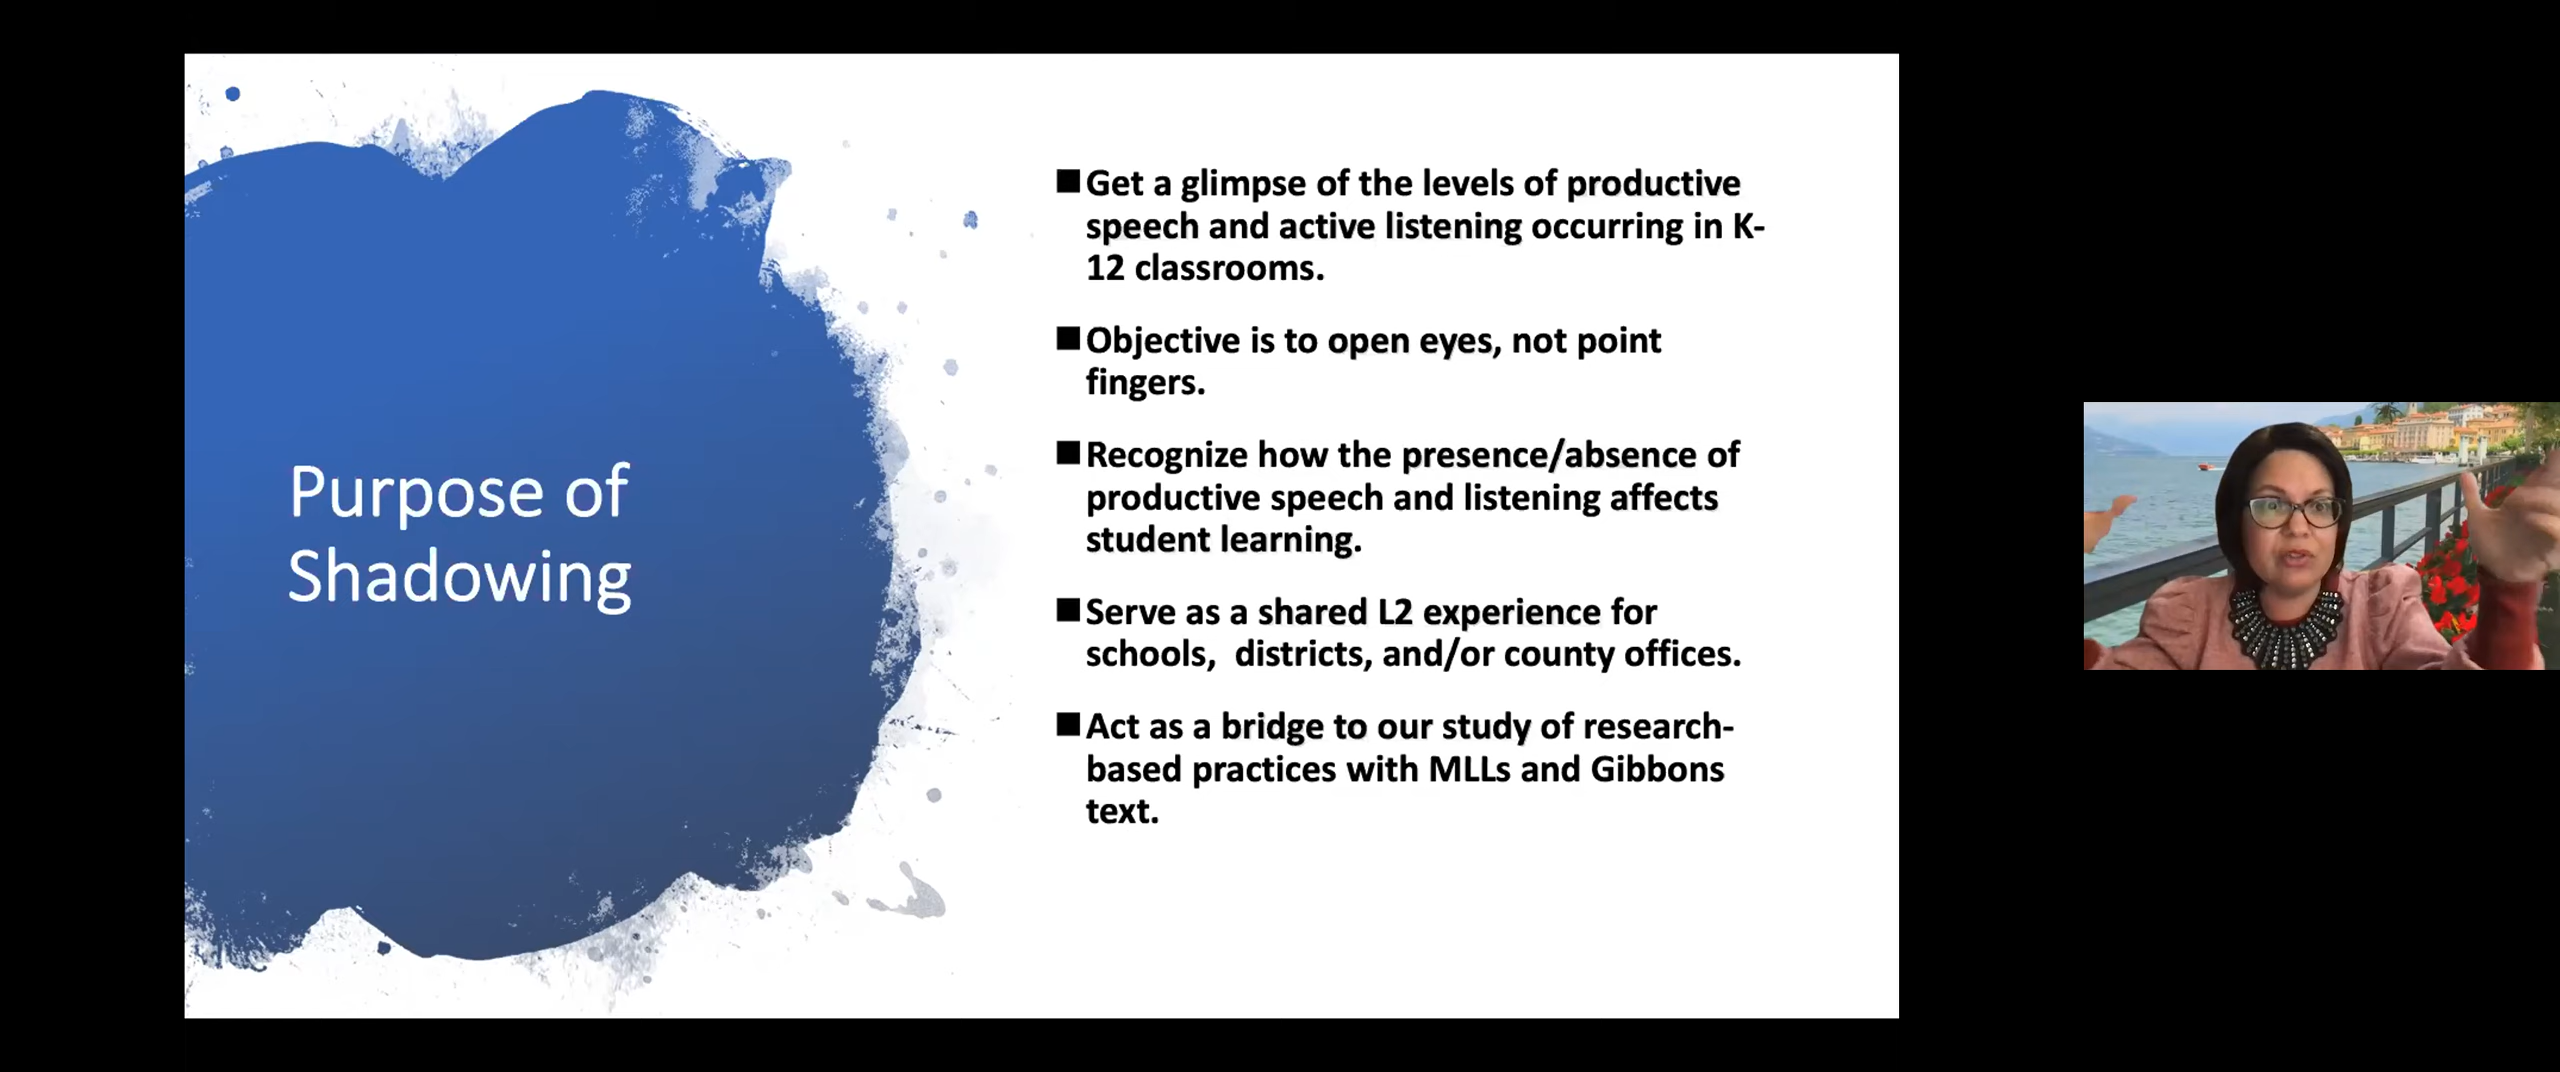 Purpose of
Shadowing
■Get a glimpse of the levels of productive
speech and active listening occurring in K-
12 classrooms.
■Objective is to open eyes, not point
fingers.
■Recognize how the presence/absence of
productive speech and listening affects
student learning.
■Serve as a shared L2 experience for
schools,  districts, and/or county offices.
■Act as a bridge to our study of research-
based practices with MLLs and Gibbons
text.